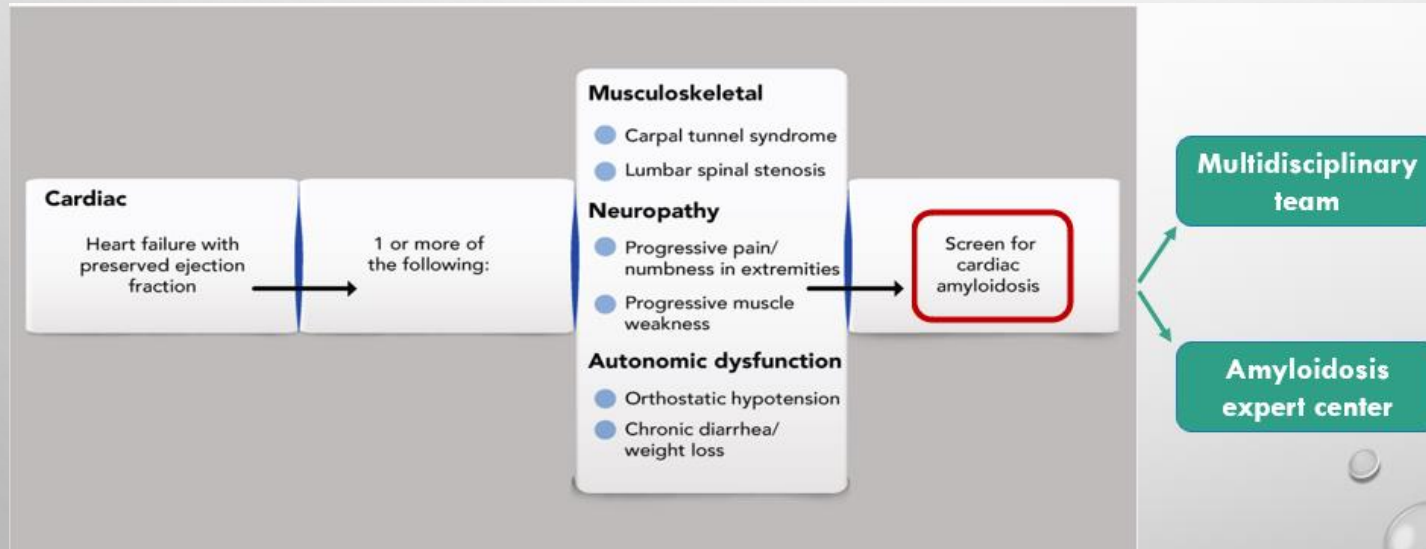 Cardiac
Heart failure with
preserved ejection
fraction
1 or more of
the following:
Musculoskeletal
Carpal tunnel syndrome
Lumbar spinal stenosis
Neuropathy
Progressive pain/
numbness in extremities
Progressive muscle
weakness
Autonomic dysfunction
Orthostatic hypotension
Chronic diarrhea/
weight loss
Screen for
cardiac
amyloidosis
Multidisciplinary
team
Amyloidosis
expert center